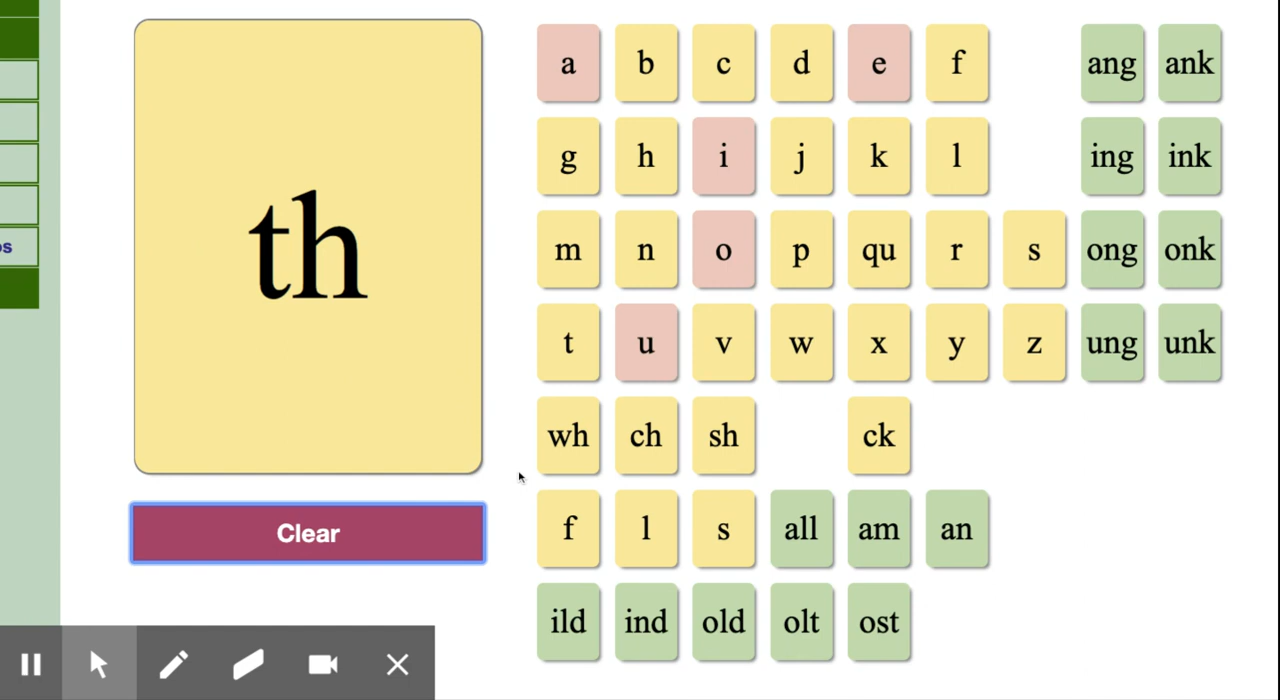 a b c d e f ang ank
g h i j k l ing ink
m n o p qu r s ong onk
t u v w x y z ung unk
wh ch sh ck
f l s all am an
ild ind old olt ost
th
Clear
os